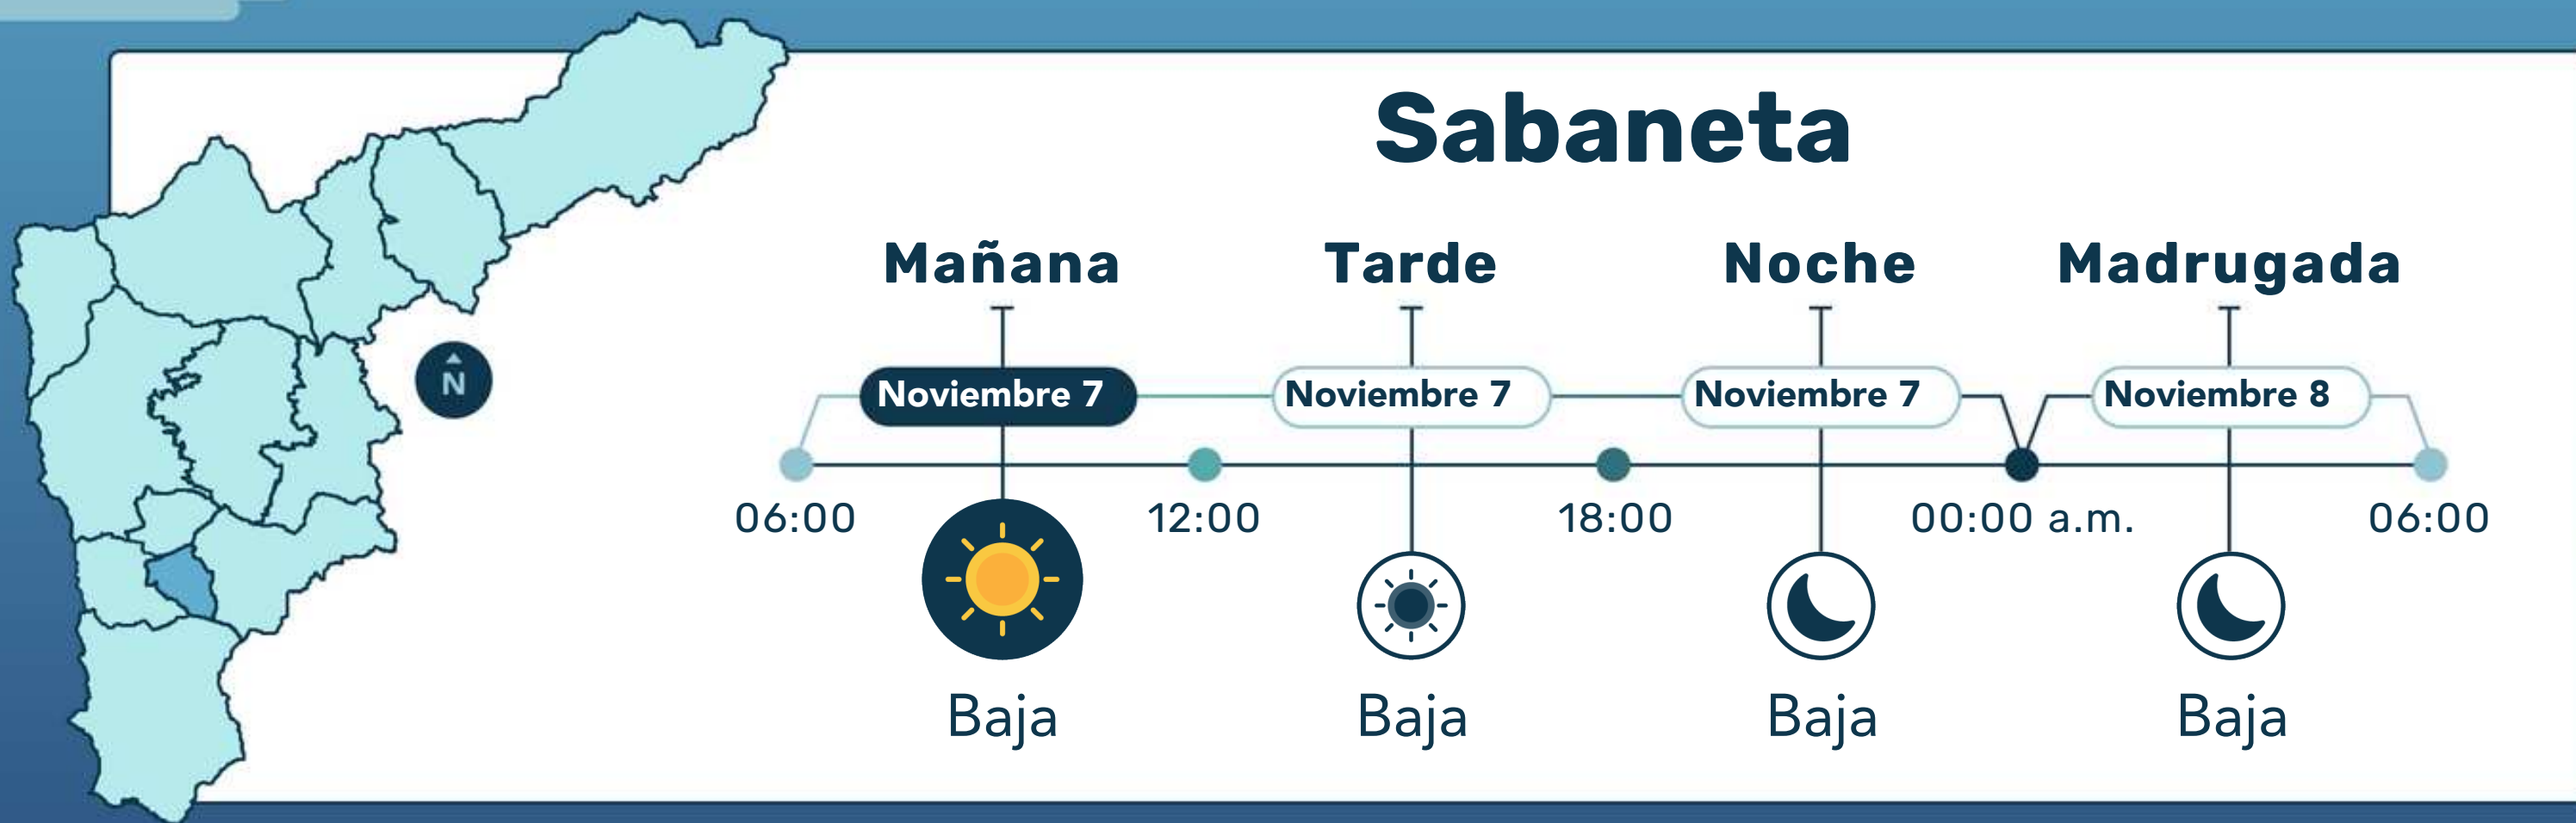 Sabaneta
Mañana Tarde Noche Madrugada
N
Noviembre 7 Noviembre 7 Noviembre 7 Noviembre 8
06:00 12:00 18:00 00:00 a.m. 06:00
Baja Baja Baja Baja